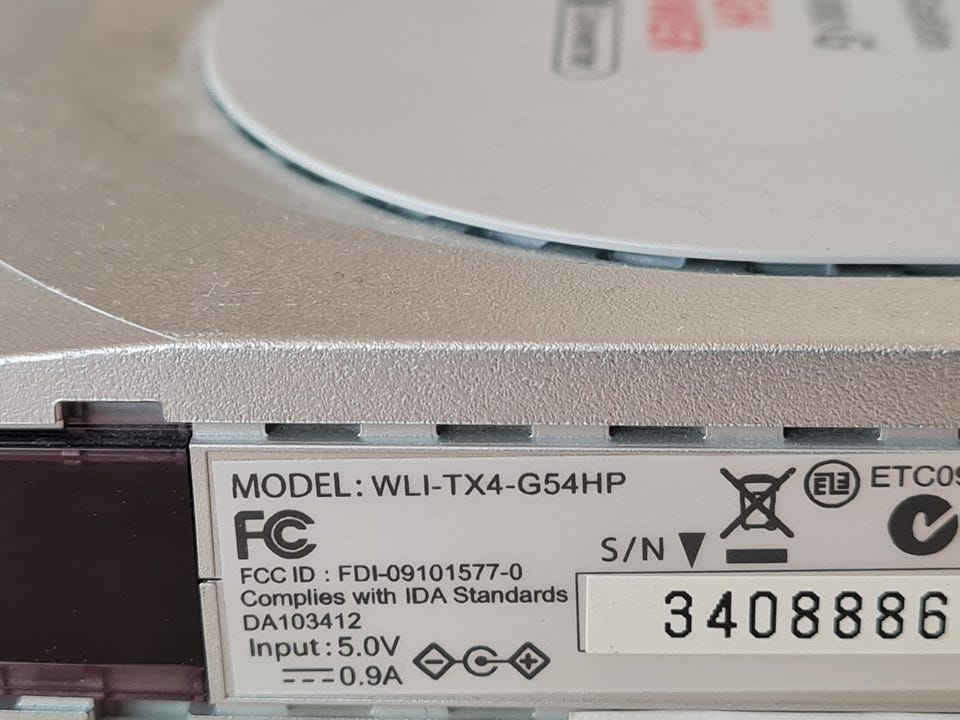 MODEL: WLI-TX4-G54HP
FC
FCC ID : FDI-09101577-0
Complies with IDA Standards
DA103412
Input : 5.0V
0.9A
S/N
ETC09
3408886